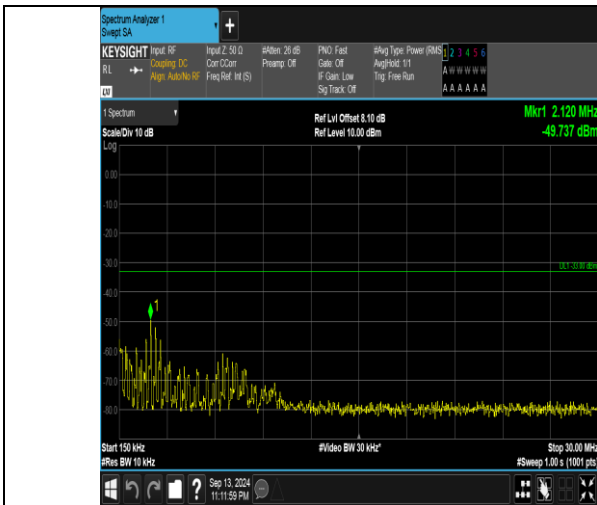 Spectrum Analyzer 1
Swept SA
+
KEYSIGHT
RL
LXI
Input: RF
Coupling: DC
Align: Auto/No RF
Input Z: 50 Ω
Corr CCorr
Freq Ref: Int (S)
#Atten: 26 dB
Preamp: Off
PNO: Fast
Gate: Off
IF Gain: Low
Sig Track: Off
#Avg Type: Power (RMS
Avg|Hold: 1/1
Trig: Free Run
1 2 3 4 5 6
A W W W W W
A A A A A A
1 Spectrum
Scale/Div 10 dB
Log
Ref Lvl Offset 8.10 dB
Ref Level 10.00 dBm
Mkr1 2.120 MHz
-49.737 dBm
0.00
-10.0
-20.0
-30.0
DL1 -33.00 dBm
-40.0
1
-50.0
-60.0
-70.0
-80.0
Start 150 kHz
#Video BW 30 kHz*
Stop 30.00 MHz
#Res BW 10 kHz
#Sweep 1.00 s (1001 pts)
?
Sep 13, 2024
11:11:59 PM